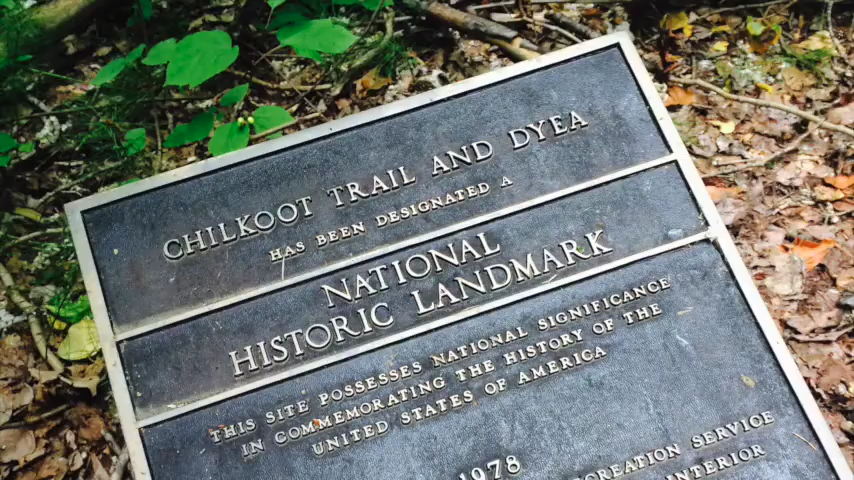 CHILKOOT TRAIL AND DYEA
HAS BEEN DESIGNATED A
NATIONAL
HISTORIC LANDMARK
THIS SITE POSSESSES NATIONAL SIGNIFICANCE
IN COMMEMORATING THE HISTORY OF THE
UNITED STATES OF AMERICA
1978
SERVICE
INTERIOR